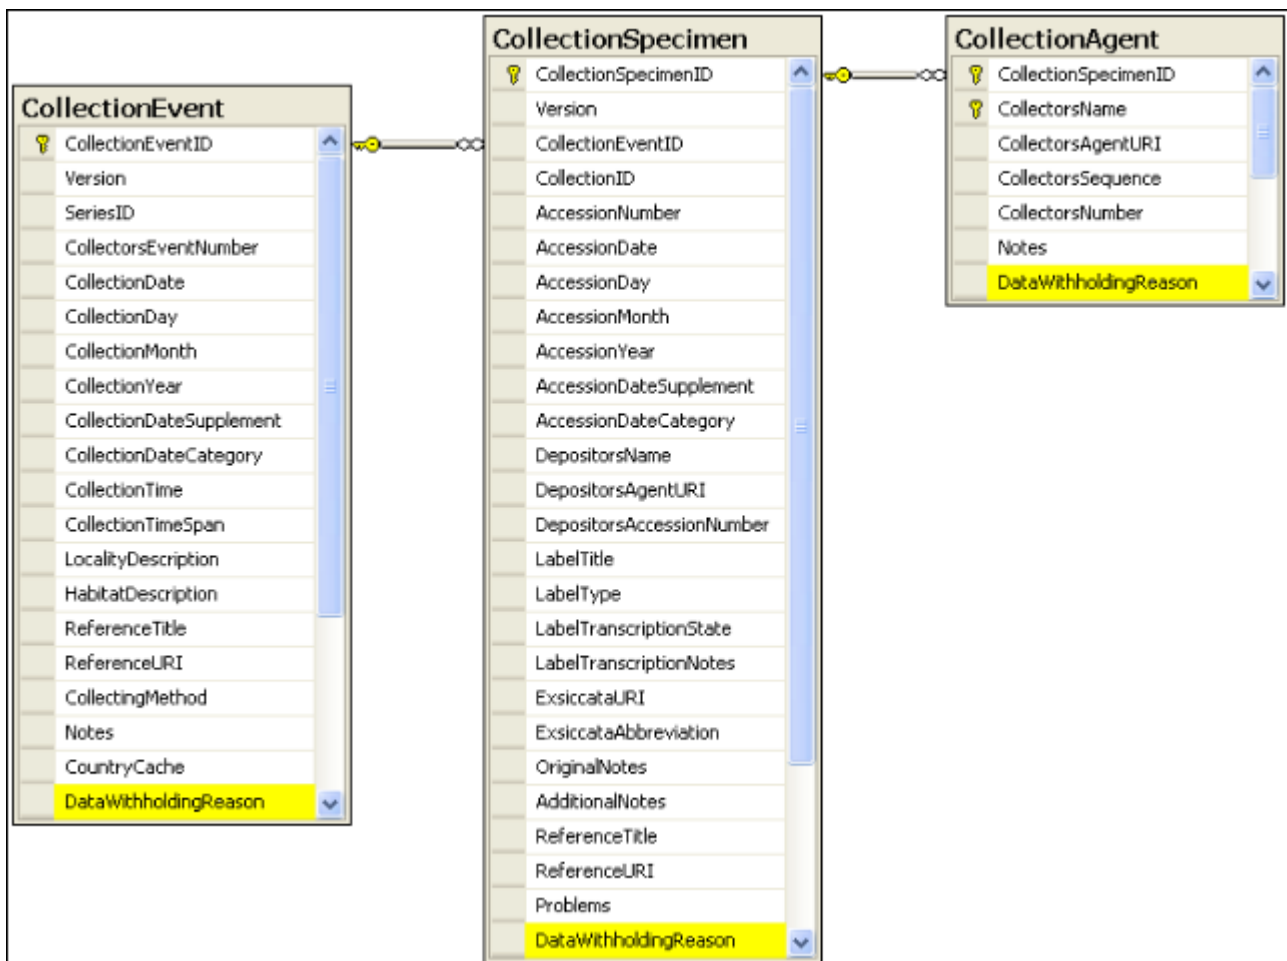 CollectionEvent
CollectionEventID
Version
SeriesID
CollectorsEventNumber
CollectionDate
CollectionDay
CollectionMonth
CollectionYear
CollectionDateSupplement
CollectionDateCategory
CollectionTime
CollectionTimeSpan
LocalityDescription
HabitatDescription
ReferenceTitle
ReferenceURI
CollectingMethod
Notes
CountryCache
DataWithholdingReason
CollectionSpecimen
CollectionSpecimenID
Version
CollectionEventID
CollectionID
AccessionNumber
AccessionDate
AccessionDay
AccessionMonth
AccessionYear
AccessionDateSupplement
AccessionDateCategory
DepositorsName
DepositorsAgentURI
DepositorsAccessionNumber
LabelTitle
LabelType
LabelTranscriptionState
LabelTranscriptionNotes
ExsiccataURI
ExsiccataAbbreviation
OriginalNotes
AdditionalNotes
ReferenceTitle
ReferenceURI
Problems
DataWithholdingReason
CollectionAgent
CollectionSpecimenID
CollectorsName
CollectorsAgentURI
CollectorsSequence
CollectorsNumber
Notes
DataWithholdingReason